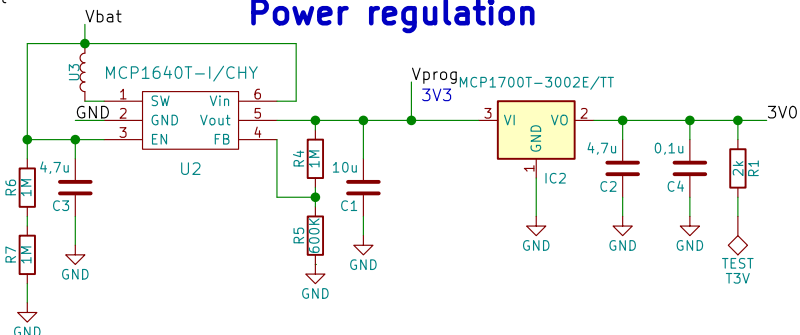 Power regulation
Vbat
U3
MCP1640T-I/CHY
1 SW Vin 6
GND 2 GND Vout 5
3 EN FB 4
U2
R6 1M
4,7u
C3
R7 1M
GND
GND
R4 1M
R5 600K
GND
10u
C1
GND
Vprog
3V3
MCP1700T-3002E/TT
3 VI VO 2
GND
1
IC2
GND
4,7u
C2
GND
0,1u
C4
GND
2k R1
3V0
TEST
T3V